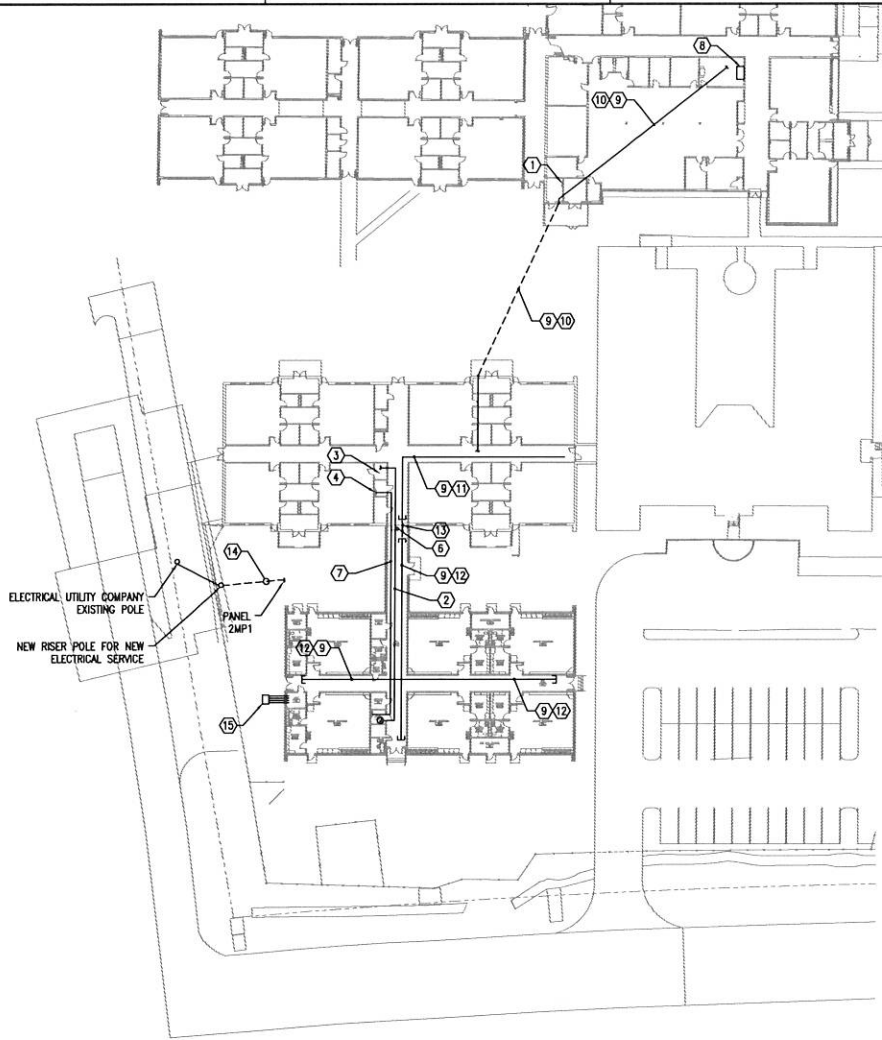 8
10 9
1
9 10
3
4
9 11
13
6
14
7
9 12
ELECTRICAL UTILITY COMPANY
EXISTING POLE
2
PANEL
2MP1
NEW RISER POLE FOR NEW
ELECTRICAL SERVICE
12 9
15
9 12